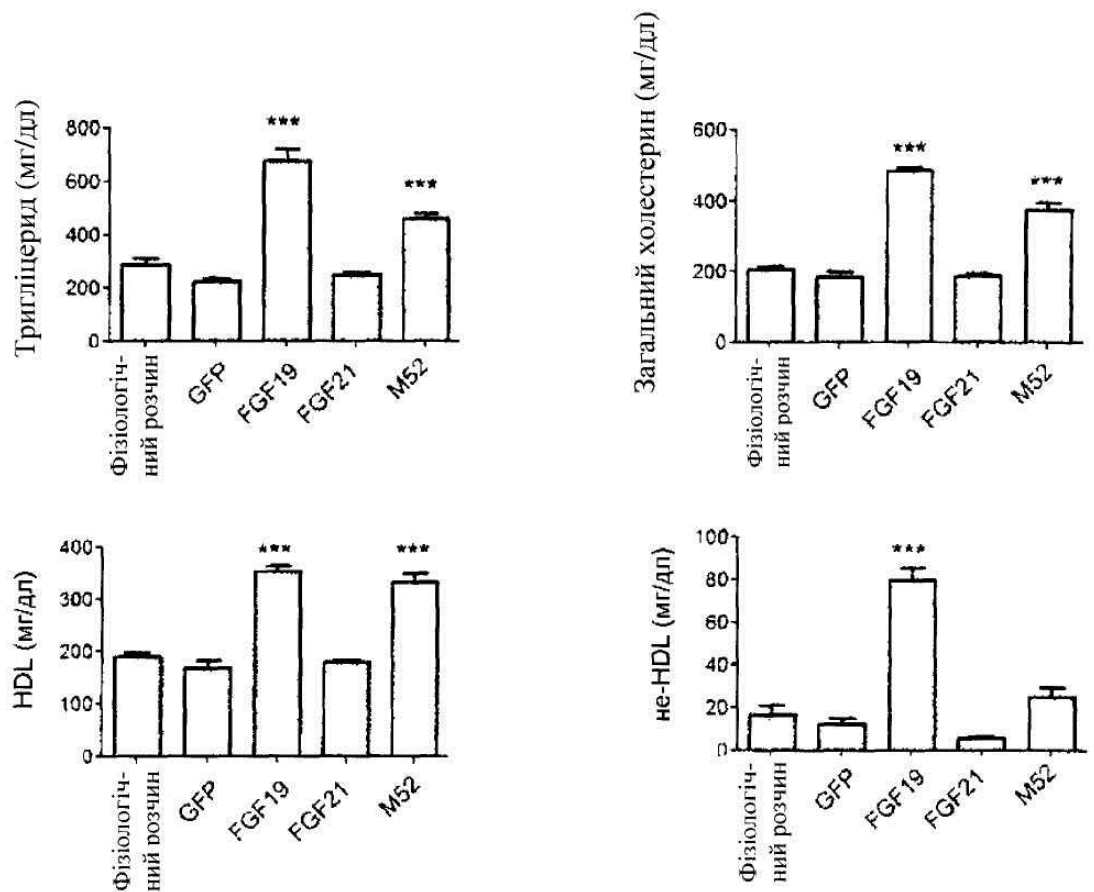 Тригліцерид (мг/дл)
800
600
400
200
0
***
***
Фізіологіч-
ний розчин
GFP
FGF19
FGF21
M52
Загальний холестерин (мг/дл)
600
400
200
0
***
***
Фізіологіч-
ний розчин
GFP
FGF19
FGF21
M52
HDL (мг/дл)
400
300
200
100
0
***
***
Фізіологіч-
ний розчин
GFP
FGF19
FGF21
M52
не-HDL (мг/дл)
100
80
60
40
20
0
***
Фізіологіч-
ний розчин
GFP
FGF19
FGF21
M52